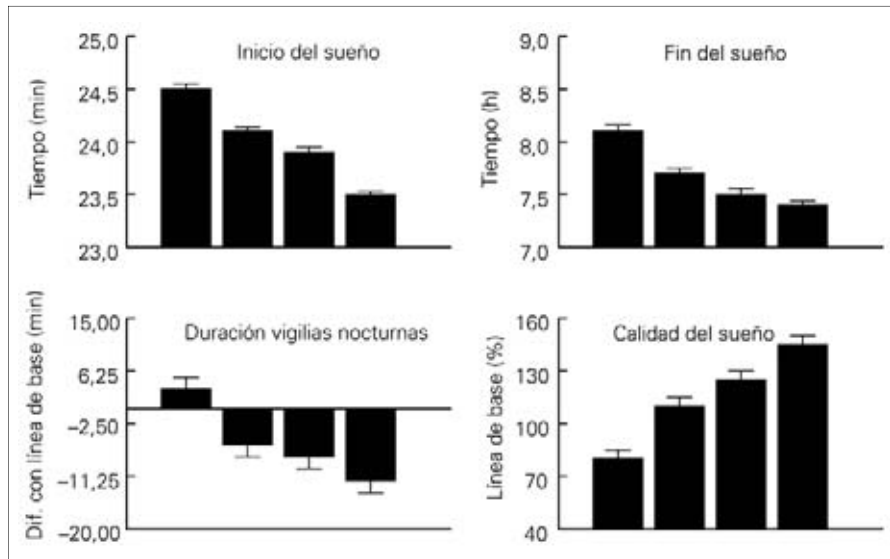 Inicio del sueño
Tiempo (min)
25,0
24,5
24,0
23,5
23,0
Fin del sueño
Tiempo (h)
9,0
8,5
8,0
7,5
7,0
Duración vigilias nocturnas
Dif. con línea de base (min)
15,00
6,25
−2,50
−11,25
−20,00
Calidad del sueño
Línea de base (%)
160
130
100
70
40